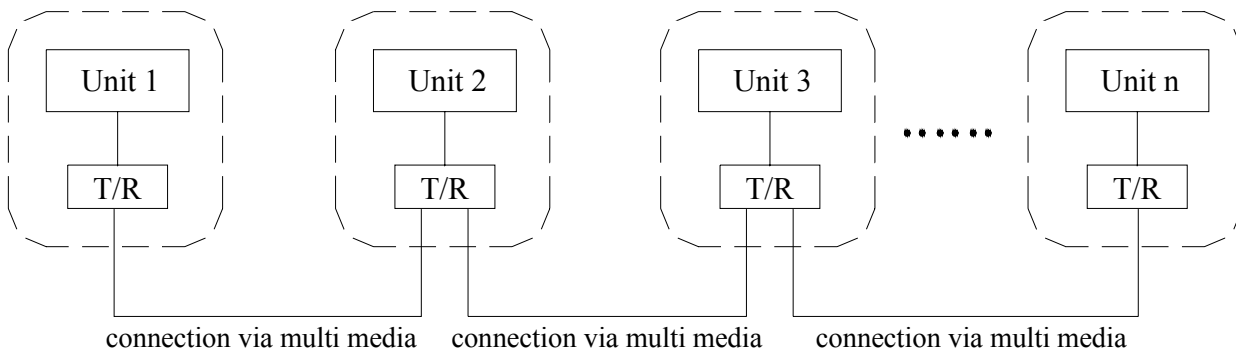 Unit 1
Unit 2
Unit 3
Unit n
T/R
T/R
T/R
T/R
connection via multi media
connection via multi media
connection via multi media